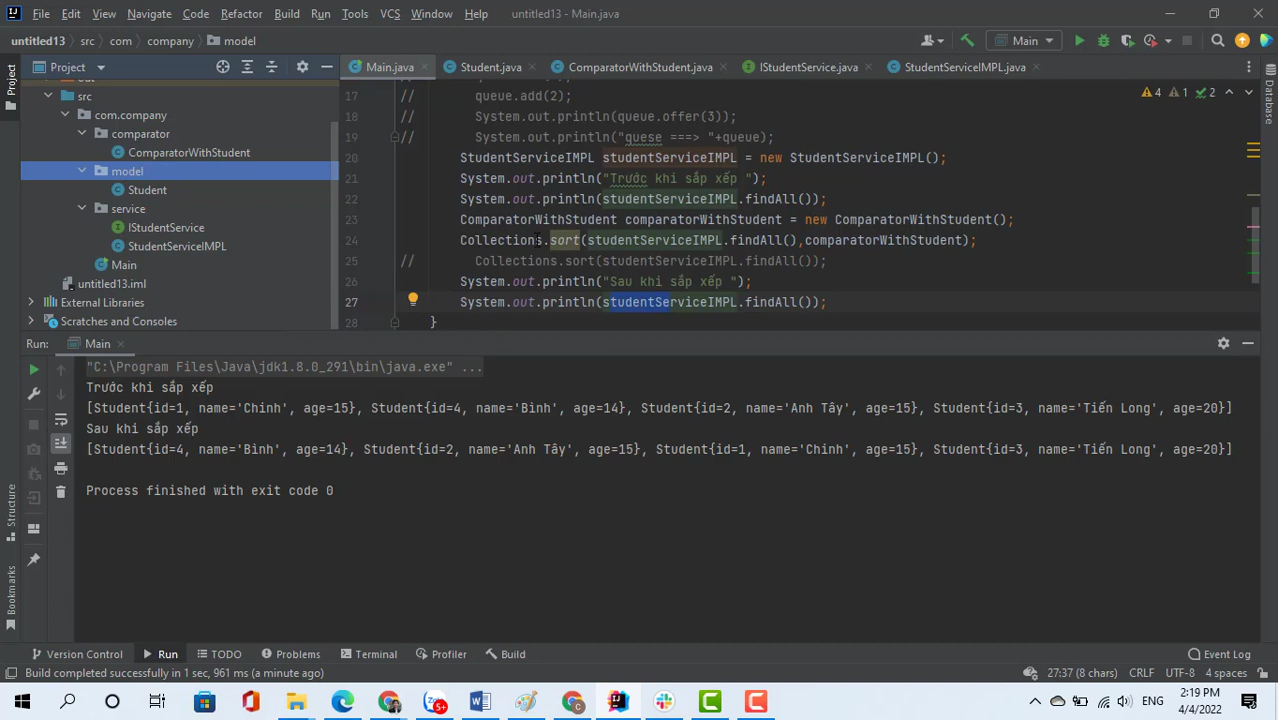 File Edit View Navigate Code Refactor Build Run Tools VCS Window Help untitled13 - Main.java
untitled13 src com company model Main
Project Main.java Student.java ComparatorWithStudent.java IStudentService.java StudentServiceIMPL.java
src
com.company
comparator
ComparatorWithStudent
model
Student
service
IStudentService
StudentServiceIMPL
Main
untitled13.iml
External Libraries
Scratches and Consoles
4 1 2
17 // queue.add(2);
18 // System.out.println(queue.offer(3));
19 // System.out.println("quese ===> "+queue);
20 StudentServiceIMPL studentServiceIMPL = new StudentServiceIMPL();
21 System.out.println("Trước khi sắp xếp ");
22 System.out.println(studentServiceIMPL.findAll());
23 ComparatorWithStudent comparatorWithStudent = new ComparatorWithStudent();
24 Collections.sort(studentServiceIMPL.findAll(),comparatorWithStudent);
25 // Collections.sort(studentServiceIMPL.findAll());
26 System.out.println("Sau khi sắp xếp ");
27 System.out.println(studentServiceIMPL.findAll());
28 }
Run: Main
"C:\Program Files\Java\jdk1.8.0_291\bin\java.exe" ...
Trước khi sắp xếp
[Student{id=1, name='Chinh', age=15}, Student{id=4, name='Bình', age=14}, Student{id=2, name='Anh Tây', age=15}, Student{id=3, name='Tiến Long', age=20}]
Sau khi sắp xếp
[Student{id=4, name='Bình', age=14}, Student{id=2, name='Anh Tây', age=15}, Student{id=1, name='Chinh', age=15}, Student{id=3, name='Tiến Long', age=20}]
Process finished with exit code 0
Project
Structure
Bookmarks
Database
Version Control Run TODO Problems Terminal Profiler Build Event Log
Build completed successfully in 1 sec, 961 ms (a minute ago) 27:37 (8 chars) CRLF UTF-8 4 spaces
5+ ENG 2:19 PM
4/4/2022